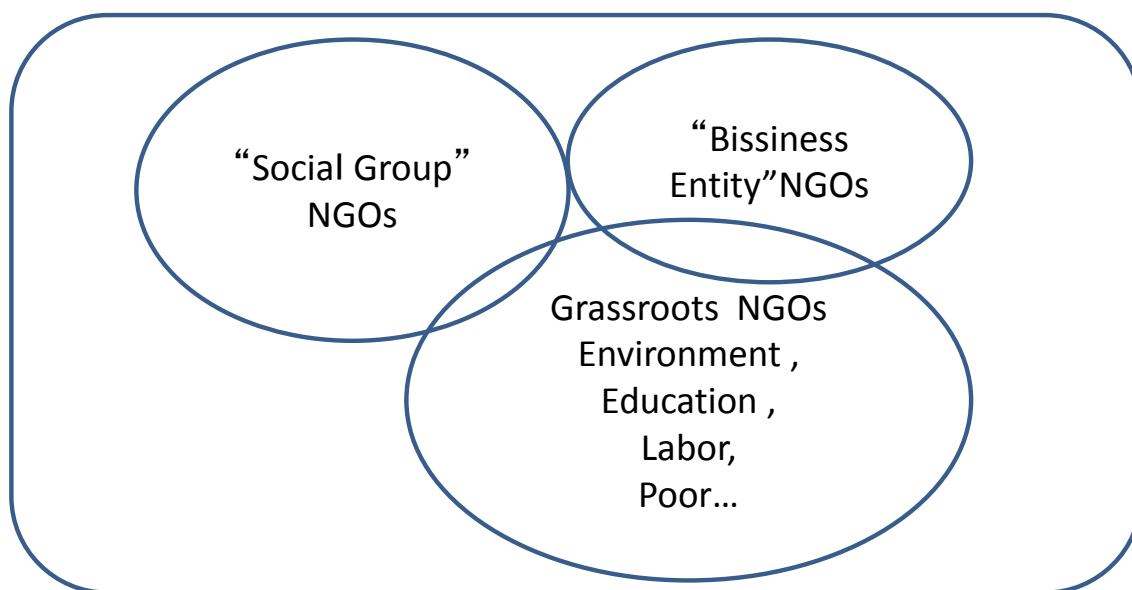 “Social Group”
NGOs
“Bissiness
Entity”NGOs
Grassroots NGOs
Environment ,
Education ,
Labor,
Poor…